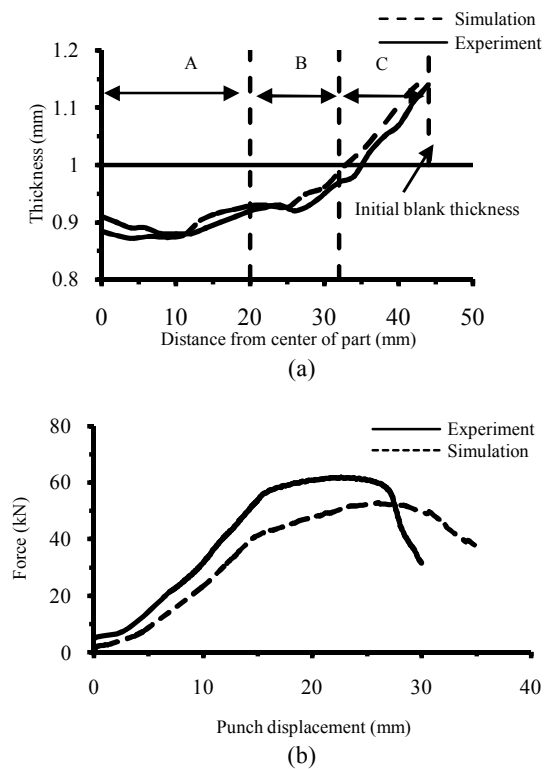 Simulation
Experiment
1.2
A
B
C
1.1
Thickness (mm)
1
Initial blank thickness
0.9
0.8
0
10
20
30
40
50
Distance from center of part (mm)
(a)
80
Experiment
Simulation
60
Force (kN)
40
20
0
0
10
20
30
40
Punch displacement (mm)
(b)